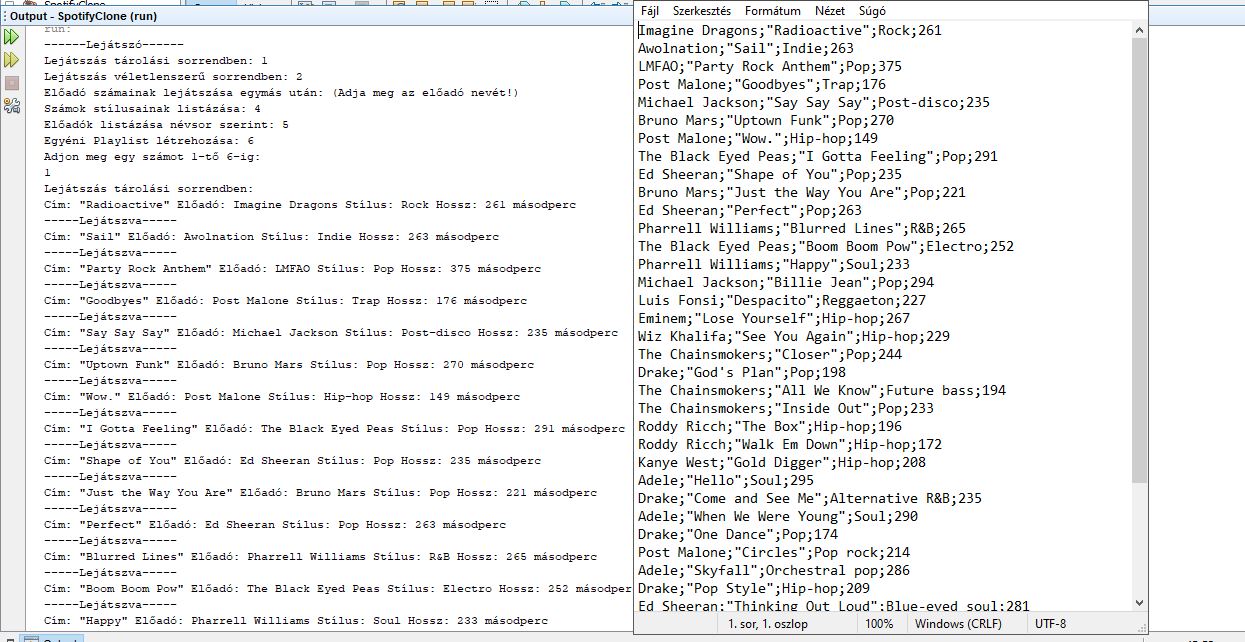 SpotifyClone
Output - SpotifyClone (run)
run:
------Lejátszó------
Lejátszás tárolási sorrendben: 1
Lejátszás véletlenszerű sorrendben: 2
Előadó számainak lejátszása egymás után: (Adja meg az előadó nevét!)
Számok stílusainak listázása: 4
Előadók listázása névsor szerint: 5
Egyéni Playlist létrehozása: 6
Adjon meg egy számot 1-tő 6-ig:
1
Lejátszás tárolási sorrendben:
Cím: "Radioactive" Előadó: Imagine Dragons Stílus: Rock Hossz: 261 másodperc
-----Lejátszva-----
Cím: "Sail" Előadó: Awolnation Stílus: Indie Hossz: 263 másodperc
-----Lejátszva-----
Cím: "Party Rock Anthem" Előadó: LMFAO Stílus: Pop Hossz: 375 másodperc
-----Lejátszva-----
Cím: "Goodbyes" Előadó: Post Malone Stílus: Trap Hossz: 176 másodperc
-----Lejátszva-----
Cím: "Say Say Say" Előadó: Michael Jackson Stílus: Post-disco Hossz: 235 másodperc
-----Lejátszva-----
Cím: "Uptown Funk" Előadó: Bruno Mars Stílus: Pop Hossz: 270 másodperc
-----Lejátszva-----
Cím: "Wow." Előadó: Post Malone Stílus: Hip-hop Hossz: 149 másodperc
-----Lejátszva-----
Cím: "I Gotta Feeling" Előadó: The Black Eyed Peas Stílus: Pop Hossz: 291 másodperc
-----Lejátszva-----
Cím: "Shape of You" Előadó: Ed Sheeran Stílus: Pop Hossz: 235 másodperc
-----Lejátszva-----
Cím: "Just the Way You Are" Előadó: Bruno Mars Stílus: Pop Hossz: 221 másodperc
-----Lejátszva-----
Cím: "Perfect" Előadó: Ed Sheeran Stílus: Pop Hossz: 263 másodperc
-----Lejátszva-----
Cím: "Blurred Lines" Előadó: Pharrell Williams Stílus: R&B Hossz: 265 másodperc
-----Lejátszva-----
Cím: "Boom Boom Pow" Előadó: The Black Eyed Peas Stílus: Electro Hossz: 252 másodper
-----Lejátszva-----
Cím: "Happy" Előadó: Pharrell Williams Stílus: Soul Hossz: 233 másodperc
Output
Fájl Szerkesztés Formátum Nézet Súgó
Imagine Dragons;"Radioactive";Rock;261
Awolnation;"Sail";Indie;263
LMFAO;"Party Rock Anthem";Pop;375
Post Malone;"Goodbyes";Trap;176
Michael Jackson;"Say Say Say";Post-disco;235
Bruno Mars;"Uptown Funk";Pop;270
Post Malone;"Wow.";Hip-hop;149
The Black Eyed Peas;"I Gotta Feeling";Pop;291
Ed Sheeran;"Shape of You";Pop;235
Bruno Mars;"Just the Way You Are";Pop;221
Ed Sheeran;"Perfect";Pop;263
Pharrell Williams;"Blurred Lines";R&B;265
The Black Eyed Peas;"Boom Boom Pow";Electro;252
Pharrell Williams;"Happy";Soul;233
Michael Jackson;"Billie Jean";Pop;294
Luis Fonsi;"Despacito";Reggaeton;227
Eminem;"Lose Yourself";Hip-hop;267
Wiz Khalifa;"See You Again";Hip-hop;229
The Chainsmokers;"Closer";Pop;244
Drake;"God's Plan";Pop;198
The Chainsmokers;"All We Know";Future bass;194
The Chainsmokers;"Inside Out";Pop;233
Roddy Ricch;"The Box";Hip-hop;196
Roddy Ricch;"Walk Em Down";Hip-hop;172
Kanye West;"Gold Digger";Hip-hop;208
Adele;"Hello";Soul;295
Drake;"Come and See Me";Alternative R&B;235
Adele;"When We Were Young";Soul;290
Drake;"One Dance";Pop;174
Post Malone;"Circles";Pop rock;214
Adele;"Skyfall";Orchestral pop;286
Drake;"Pop Style";Hip-hop;209
Ed Sheeran;"Thinking Out Loud";Blue-eyed soul;281
1. sor, 1. oszlop 100% Windows (CRLF) UTF-8